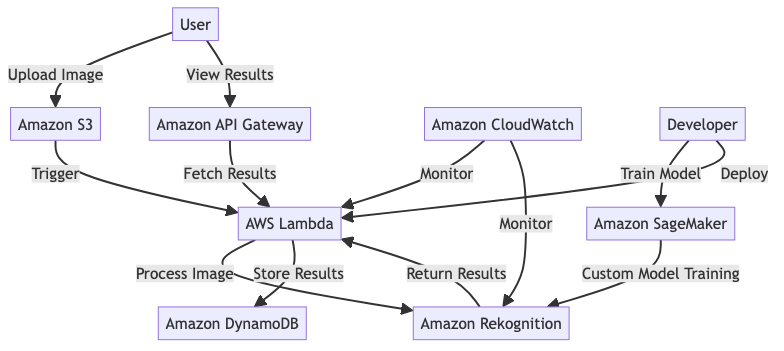 User
Upload Image
View Results
Amazon S3
Amazon API Gateway
Amazon CloudWatch
Developer
Trigger
Fetch Results
Monitor
Train Model
Deploy
AWS Lambda
Monitor
Amazon SageMaker
Process Image
Store Results
Return Results
Custom Model Training
Amazon DynamoDB
Amazon Rekognition